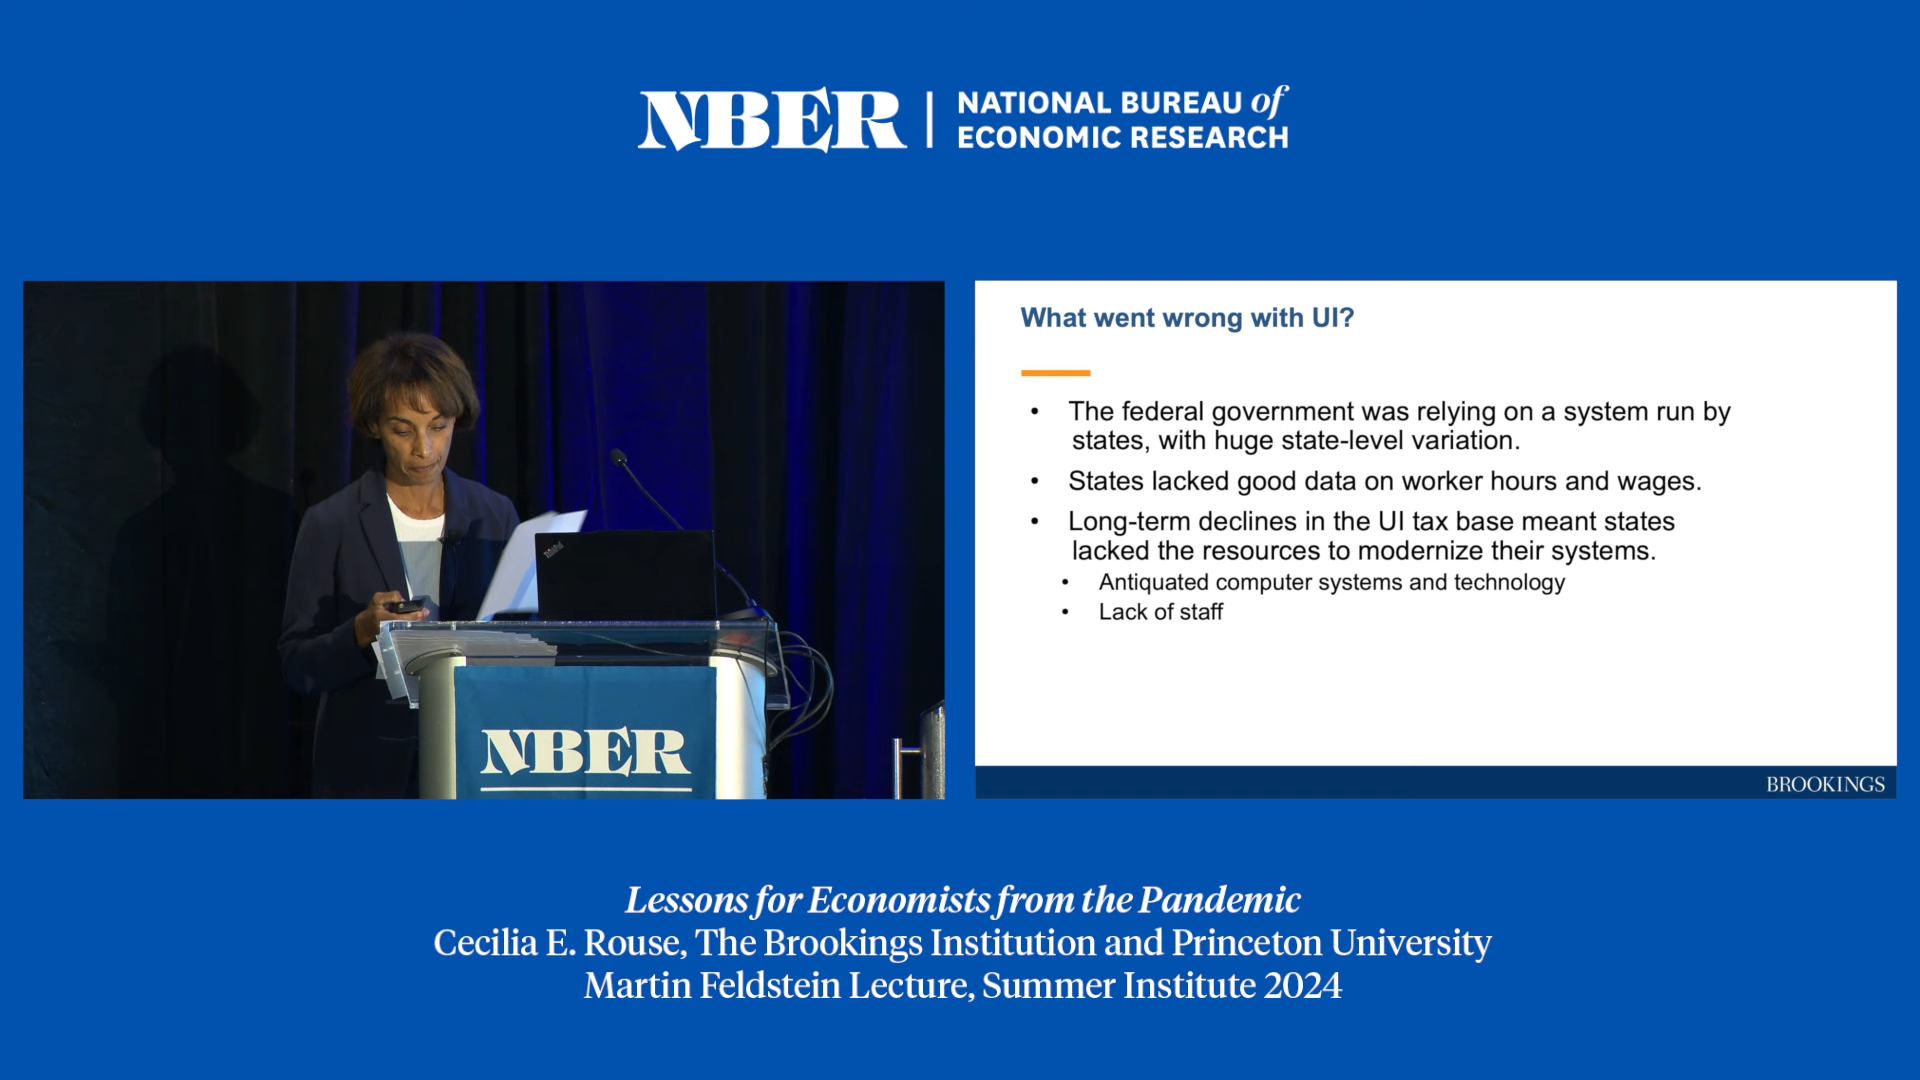 NBER | NATIONAL BUREAU of
ECONOMIC RESEARCH
What went wrong with UI?
• The federal government was relying on a system run by
states, with huge state-level variation.
• States lacked good data on worker hours and wages.
• Long-term declines in the UI tax base meant states
lacked the resources to modernize their systems.
• Antiquated computer systems and technology
• Lack of staff
BROOKINGS
ThinkPad
NBER
Lessons for Economists from the Pandemic
Cecilia E. Rouse, The Brookings Institution and Princeton University
Martin Feldstein Lecture, Summer Institute 2024